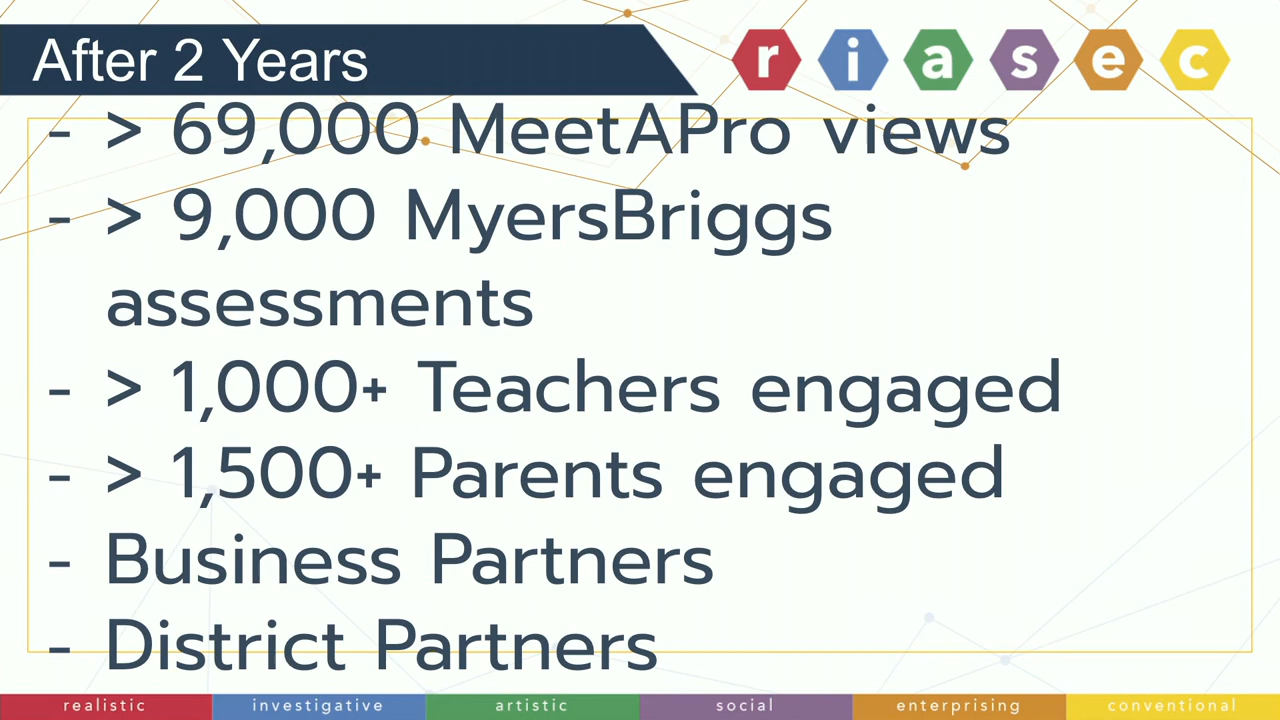 After 2 Years
r i a s e c
- > 69,000 MeetAPro views
- > 9,000 MyersBriggs
assessments
- > 1,000+ Teachers engaged
- > 1,500+ Parents engaged
- Business Partners
- District Partners
realistic investigative artistic social enterprising conventional